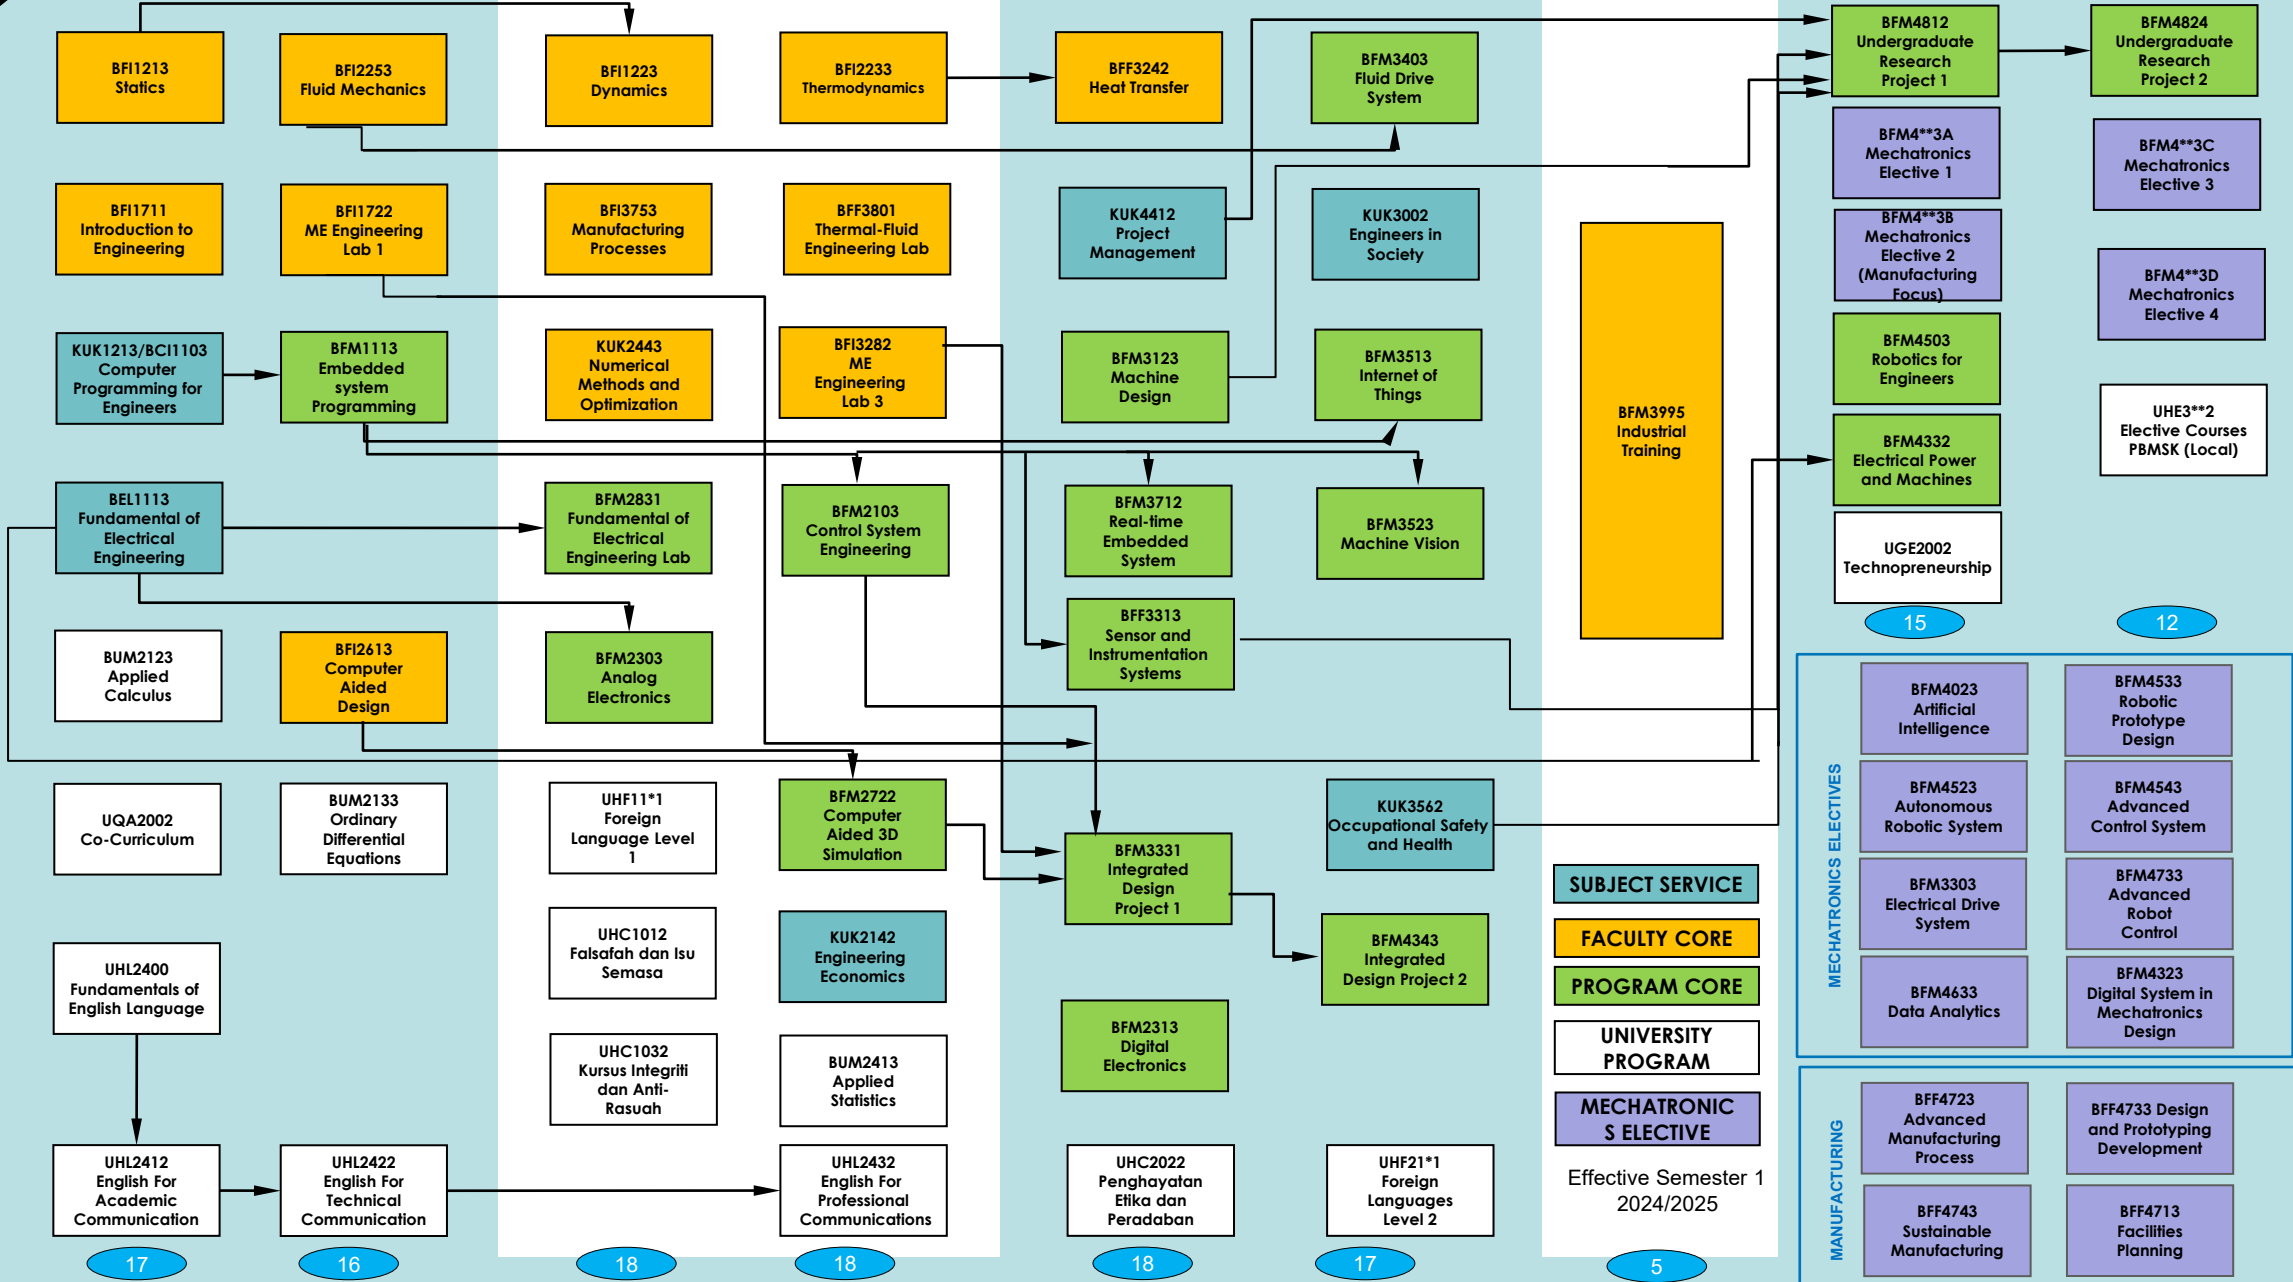 BFI1213
Statics
BFI2253
Fluid Mechanics
BFI1223
Dynamics
BFI2233
Thermodynamics
BFF3242
Heat Transfer
BFM3403
Fluid Drive
System
BFM4812
Undergraduate
Research
Project 1
BFM4824
Undergraduate
Research
Project 2
BFI1711
Introduction to
Engineering
BFI1722
ME Engineering
Lab 1
BFI3753
Manufacturing
Processes
BFF3801
Thermal-Fluid
Engineering Lab
KUK4412
Project
Management
KUK3002
Engineers in
Society
BFM4**3A
Mechatronics
Elective 1
BFM4**3C
Mechatronics
Elective 3
BFM4**3B
Mechatronics
Elective 2
(Manufacturing
Focus)
BFM4**3D
Mechatronics
Elective 4
KUK1213/BCI1103
Computer
Programming for
Engineers
BFM1113
Embedded
system
Programming
KUK2443
Numerical
Methods and
Optimization
BFI3282
ME
Engineering
Lab 3
BFM3123
Machine
Design
BFM3513
Internet of
Things
BFM3995
Industrial
Training
BFM4503
Robotics for
Engineers
UHE3**2
Elective Courses
PBMSK (Local)
BFM4332
Electrical Power
and Machines
BEL1113
Fundamental of
Electrical
Engineering
BFM2831
Fundamental of
Electrical
Engineering Lab
BFM2103
Control System
Engineering
BFM3712
Real-time
Embedded
System
BFM3523
Machine Vision
UGE2002
Technopreneurship
15
12
BUM2123
Applied
Calculus
BFI2613
Computer
Aided
Design
BFM2303
Analog
Electronics
BFF3313
Sensor and
Instrumentation
Systems
UQA2002
Co-Curriculum
BUM2133
Ordinary
Differential
Equations
UHF11*1
Foreign
Language Level
1
BFM2722
Computer
Aided 3D
Simulation
BFM3331
Integrated
Design
Project 1
KUK3562
Occupational Safety
and Health
UHL2400
Fundamentals of
English Language
UHC1012
Falsafah dan Isu
Semasa
KUK2142
Engineering
Economics
BFM4343
Integrated
Design Project 2
UHC1032
Kursus Integriti
dan Anti-
Rasuah
BUM2413
Applied
Statistics
BFM2313
Digital
Electronics
UHL2412
English For
Academic
Communication
UHL2422
English For
Technical
Communication
UHL2432
English For
Professional
Communications
UHC2022
Penghayatan
Etika dan
Peradaban
UHF21*1
Foreign
Languages
Level 2
17
16
18
18
18
17
5
SUBJECT SERVICE
FACULTY CORE
PROGRAM CORE
UNIVERSITY
PROGRAM
MECHATRONIC
S ELECTIVE
Effective Semester 1
2024/2025
MECHATRONICS ELECTIVES
BFM4023
Artificial
Intelligence
BFM4533
Robotic
Prototype
Design
BFM4523
Autonomous
Robotic System
BFM4543
Advanced
Control System
BFM3303
Electrical Drive
System
BFM4733
Advanced
Robot
Control
BFM4633
Data Analytics
BFM4323
Digital System in
Mechatronics
Design
MANUFACTURING
BFF4723
Advanced
Manufacturing
Process
BFF4733 Design
and Prototyping
Development
BFF4743
Sustainable
Manufacturing
BFF4713
Facilities
Planning